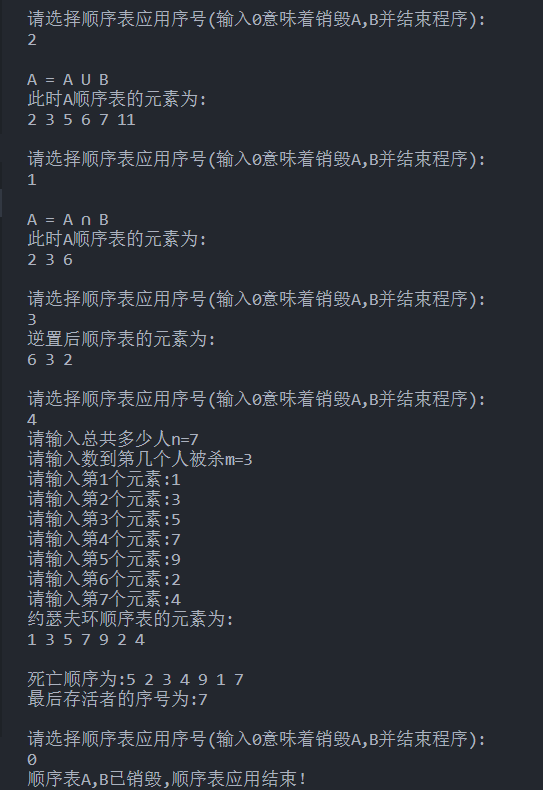 请选择顺序表应用序号(输入0意味着销毁A,B并结束程序):
2
A = A U B
此时A顺序表的元素为:
2 3 5 6 7 11
请选择顺序表应用序号(输入0意味着销毁A,B并结束程序):
1
A = A ∩ B
此时A顺序表的元素为:
2 3 6
请选择顺序表应用序号(输入0意味着销毁A,B并结束程序):
3
逆置后顺序表的元素为:
6 3 2
请选择顺序表应用序号(输入0意味着销毁A,B并结束程序):
4
请输入总共多少人n=7
请输入数到第几个人被杀m=3
请输入第1个元素:1
请输入第2个元素:3
请输入第3个元素:5
请输入第4个元素:7
请输入第5个元素:9
请输入第6个元素:2
请输入第7个元素:4
约瑟夫环顺序表的元素为:
1 3 5 7 9 2 4
死亡顺序为:5 2 3 4 9 1 7
最后存活者的序号为:7
请选择顺序表应用序号(输入0意味着销毁A,B并结束程序):
0
顺序表A,B已销毁,顺序表应用结束!